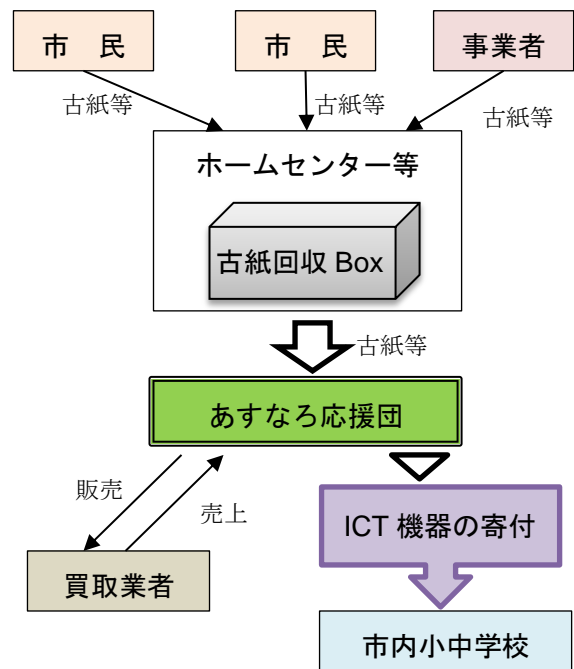 市　民
市　民
事業者
古紙等
古紙等
古紙等
ホームセンター等
古紙回収 Box
古紙等
あすなろ応援団
販売
売上
ICT 機器の寄付
買取業者
市内小中学校